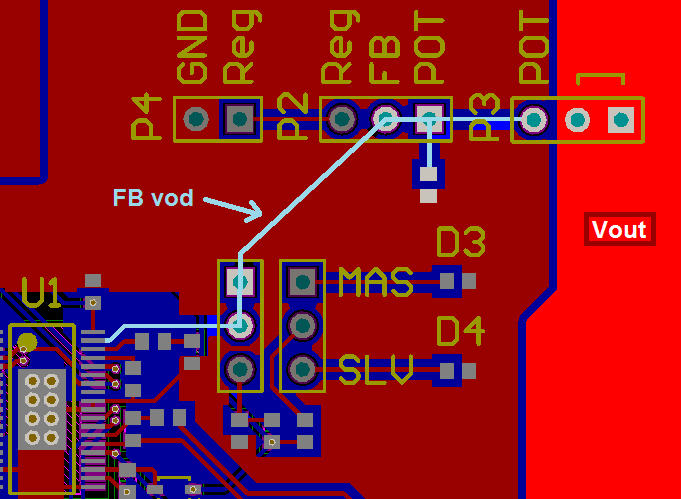 GND
Reg
Reg
FB
POT
POT
P4
P2
P3
FB vod
Vout
D3
U1
MAS
D4
SLV